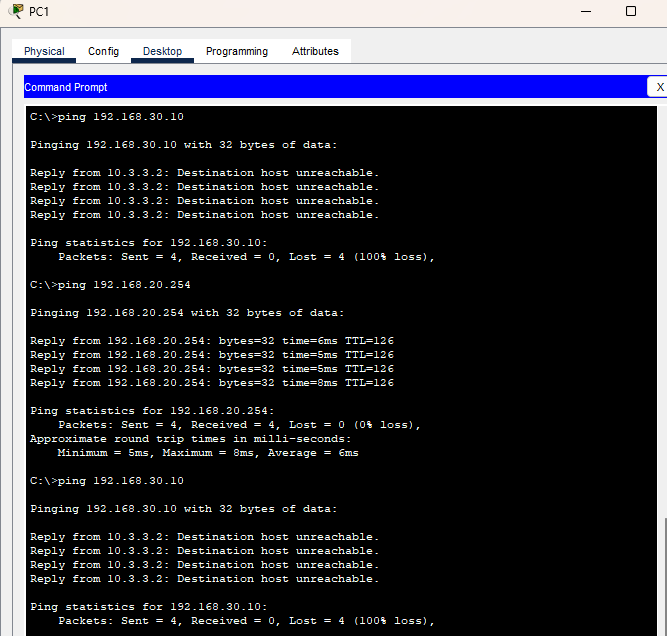 PC1
Physical Config Desktop Programming Attributes
Command Prompt
X
C:\>ping 192.168.30.10
Pinging 192.168.30.10 with 32 bytes of data:
Reply from 10.3.3.2: Destination host unreachable.
Reply from 10.3.3.2: Destination host unreachable.
Reply from 10.3.3.2: Destination host unreachable.
Reply from 10.3.3.2: Destination host unreachable.
Ping statistics for 192.168.30.10:
    Packets: Sent = 4, Received = 0, Lost = 4 (100% loss),
C:\>ping 192.168.20.254
Pinging 192.168.20.254 with 32 bytes of data:
Reply from 192.168.20.254: bytes=32 time=6ms TTL=126
Reply from 192.168.20.254: bytes=32 time=5ms TTL=126
Reply from 192.168.20.254: bytes=32 time=5ms TTL=126
Reply from 192.168.20.254: bytes=32 time=8ms TTL=126
Ping statistics for 192.168.20.254:
    Packets: Sent = 4, Received = 4, Lost = 0 (0% loss),
Approximate round trip times in milli-seconds:
    Minimum = 5ms, Maximum = 8ms, Average = 6ms
C:\>ping 192.168.30.10
Pinging 192.168.30.10 with 32 bytes of data:
Reply from 10.3.3.2: Destination host unreachable.
Reply from 10.3.3.2: Destination host unreachable.
Reply from 10.3.3.2: Destination host unreachable.
Reply from 10.3.3.2: Destination host unreachable.
Ping statistics for 192.168.30.10:
    Packets: Sent = 4, Received = 0, Lost = 4 (100% loss),